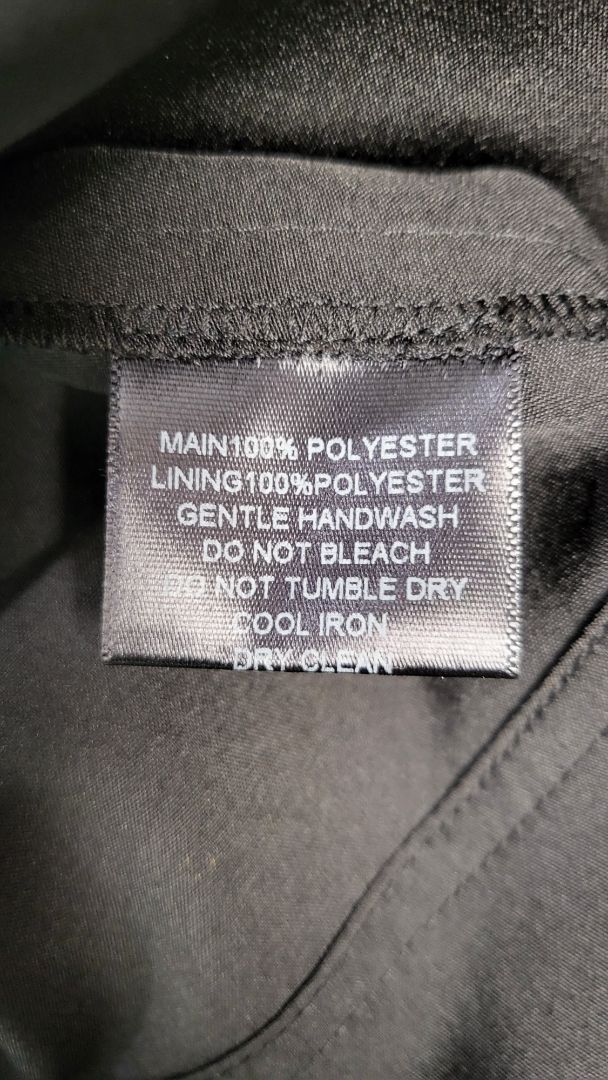 MAIN100% POLYESTER
LINING100%POLYESTER
GENTLE HANDWASH
DO NOT BLEACH
DO NOT TUMBLE DRY
COOL IRON
DRY CLEAN